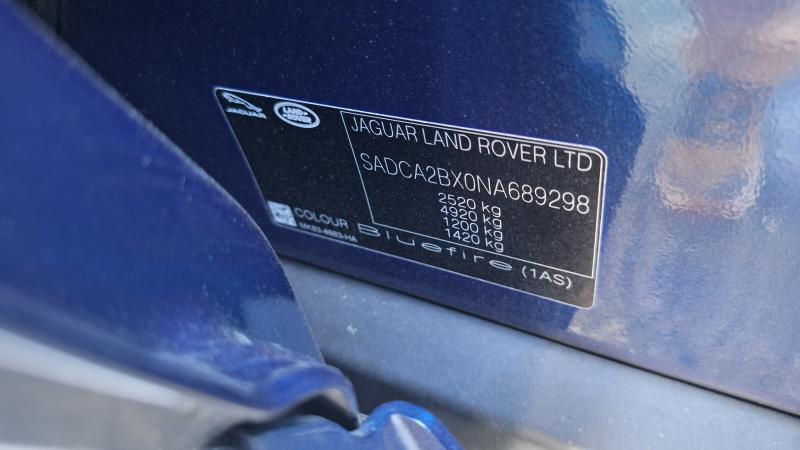 JAGUAR
LAND
ROVER
JAGUAR LAND ROVER LTD
SADCA2BX0NA689298
2520 kg
4920 kg
1200 kg
1420 kg
COLOUR
Bluefire (1AS)